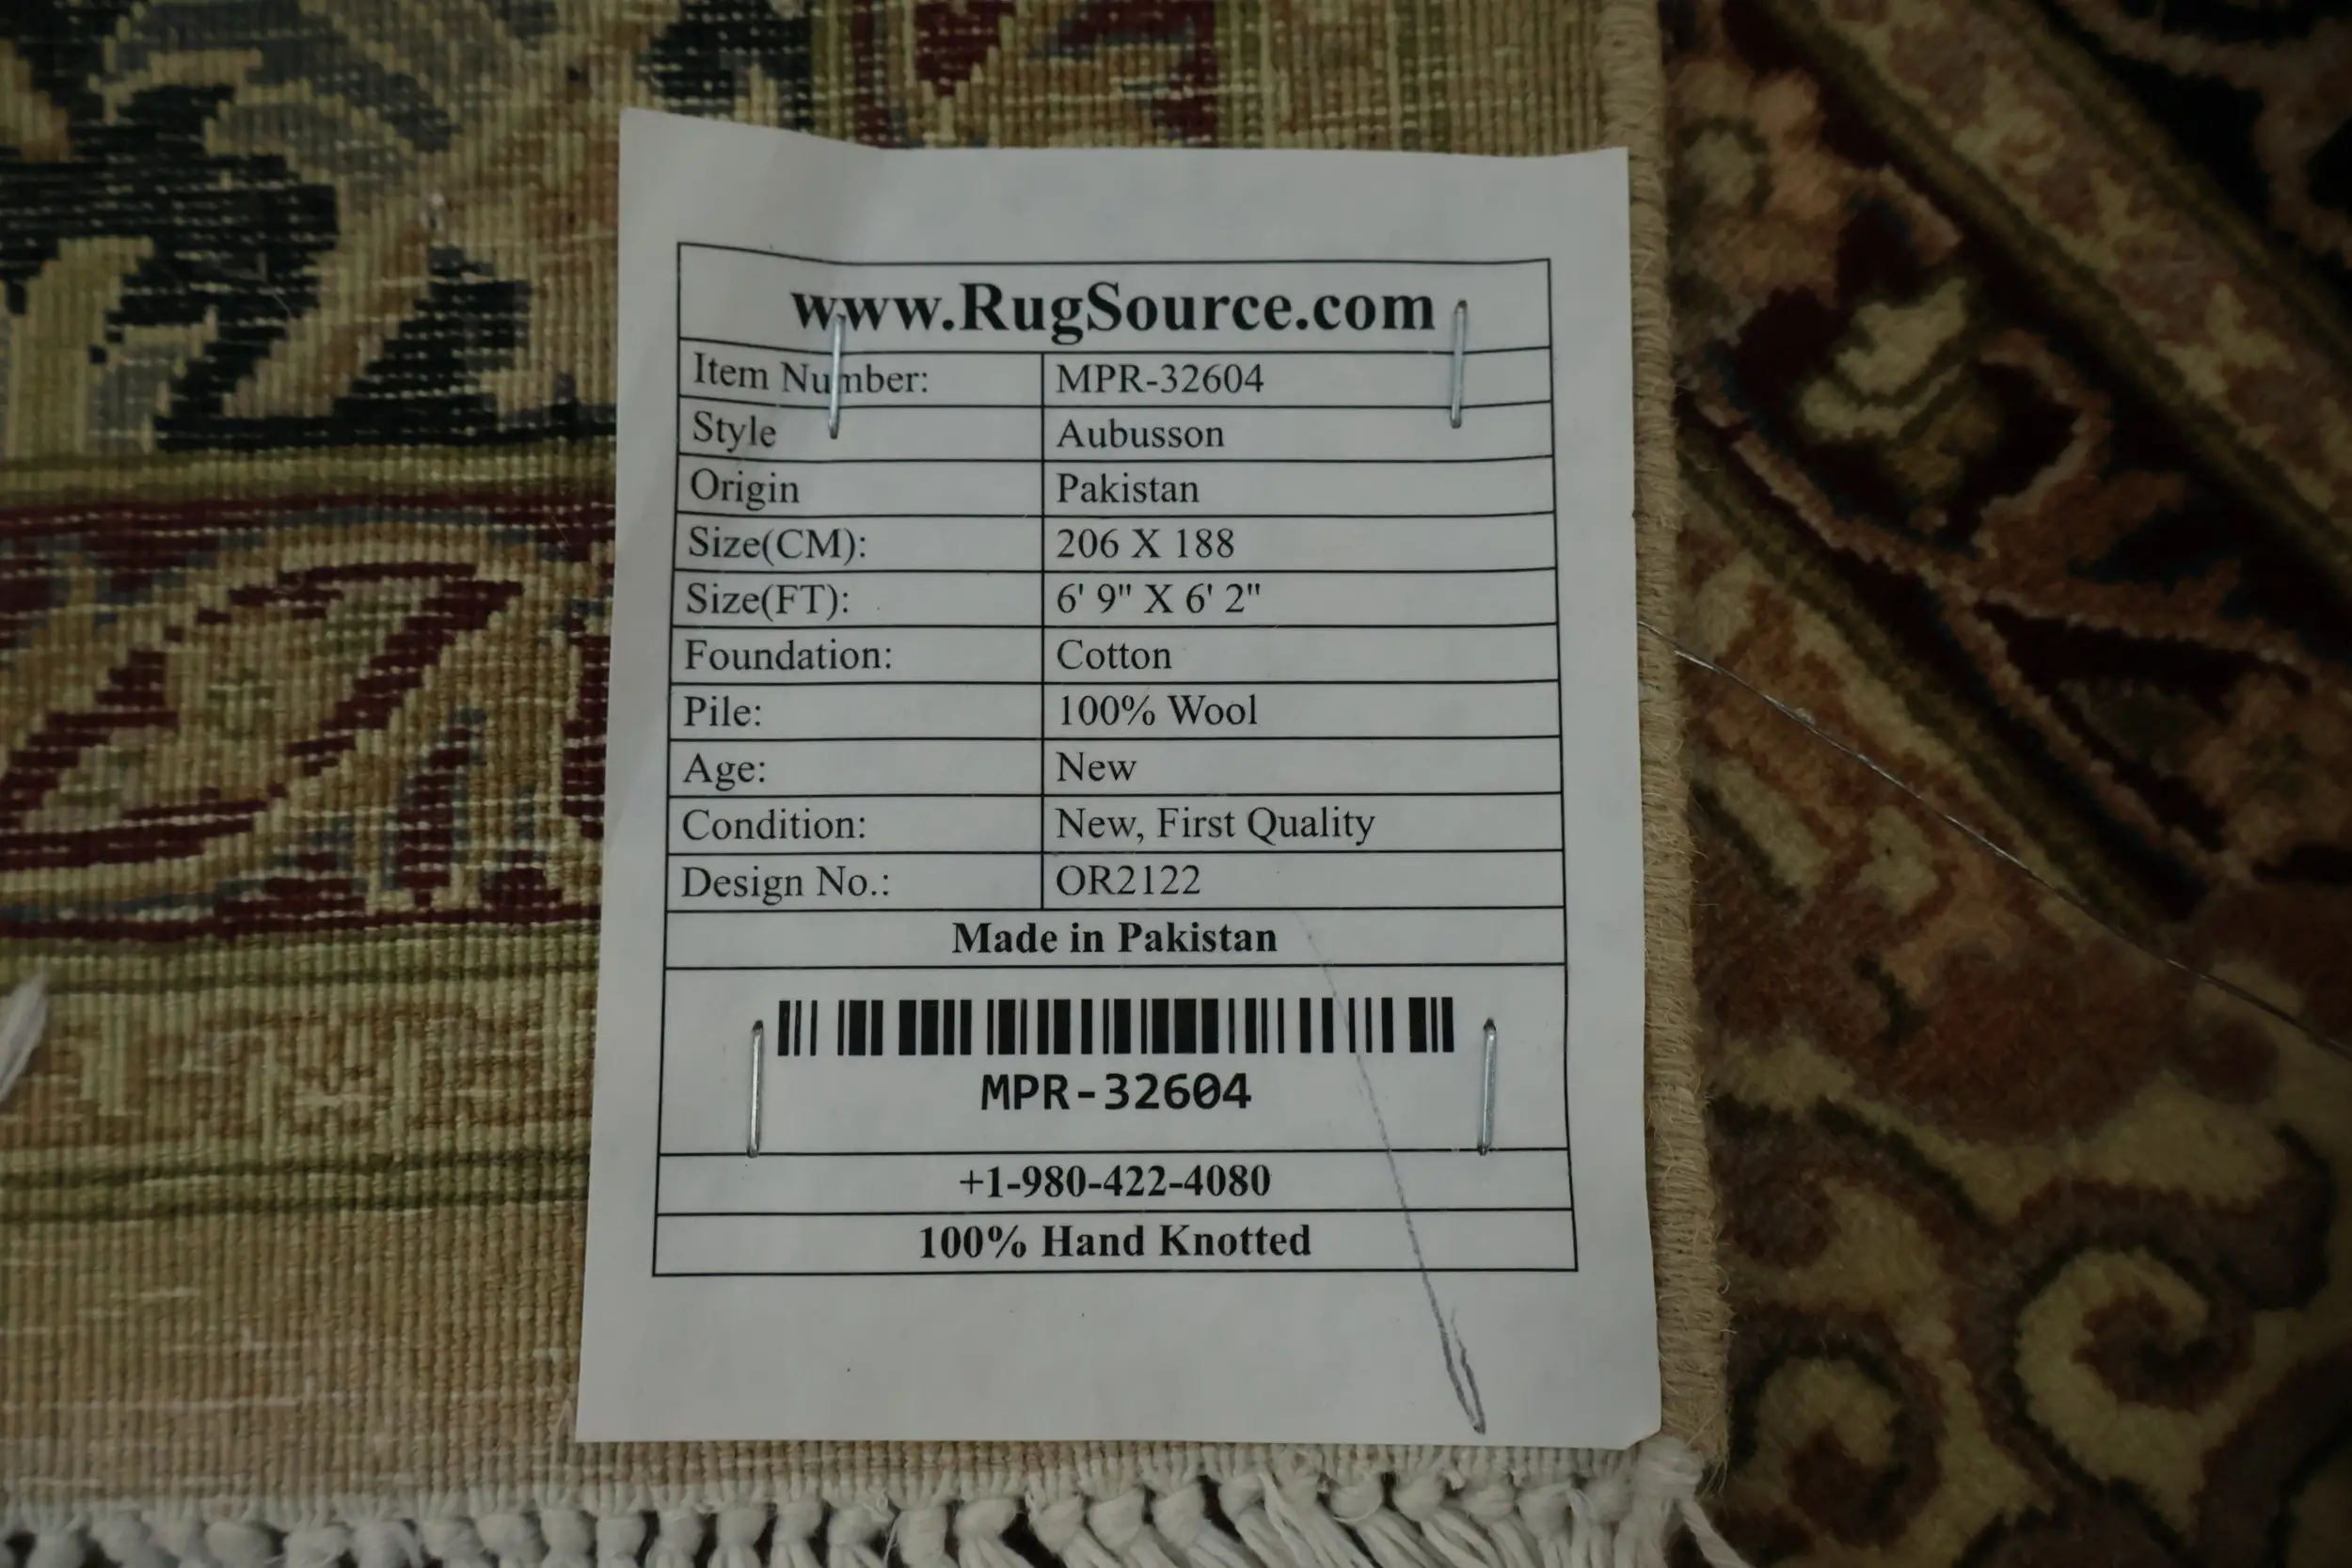 www.RugSource.com
Item Number: MPR-32604
Style Aubusson
Origin Pakistan
Size(CM): 206 X 188
Size(FT): 6' 9" X 6' 2"
Foundation: Cotton
Pile: 100% Wool
Age: New
Condition: New, First Quality
Design No.: OR2122
Made in Pakistan
MPR-32604
+1-980-422-4080
100% Hand Knotted